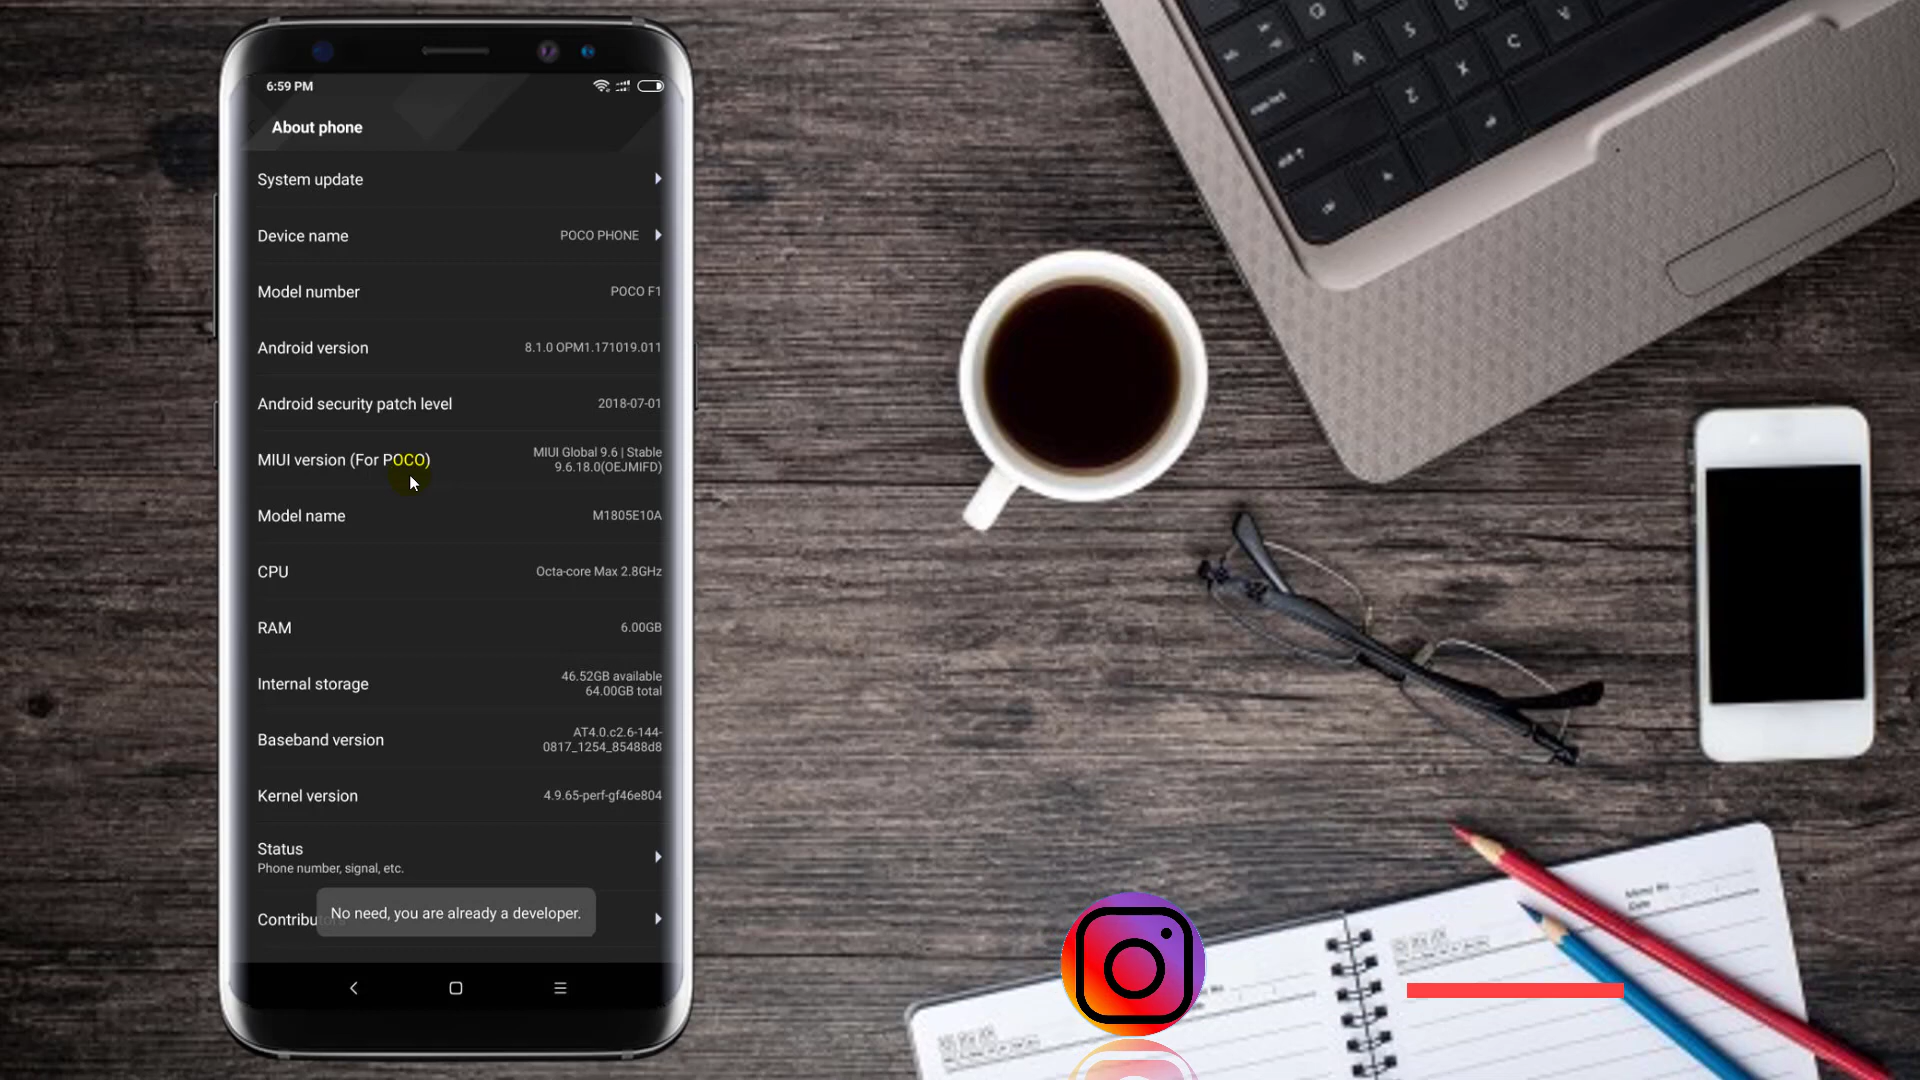 6:59 PM
About phone
System update
Device name POCO PHONE
Model number POCO F1
Android version 8.1.0 OPM1.171019.011
Android security patch level 2018-07-01
MIUI version (For POCO) MIUI Global 9.6 | Stable
9.6.18.0(OEJMIFD)
Model name M1805E10A
CPU Octa-core Max 2.8GHz
RAM 6.00GB
Internal storage 46.52GB available
64.00GB total
Baseband version AT4.0.c2.6-144-
0817_1254_85488d8
Kernel version 4.9.65-perf-gf46e804
Status
Phone number, signal, etc.
No need, you are already a developer.